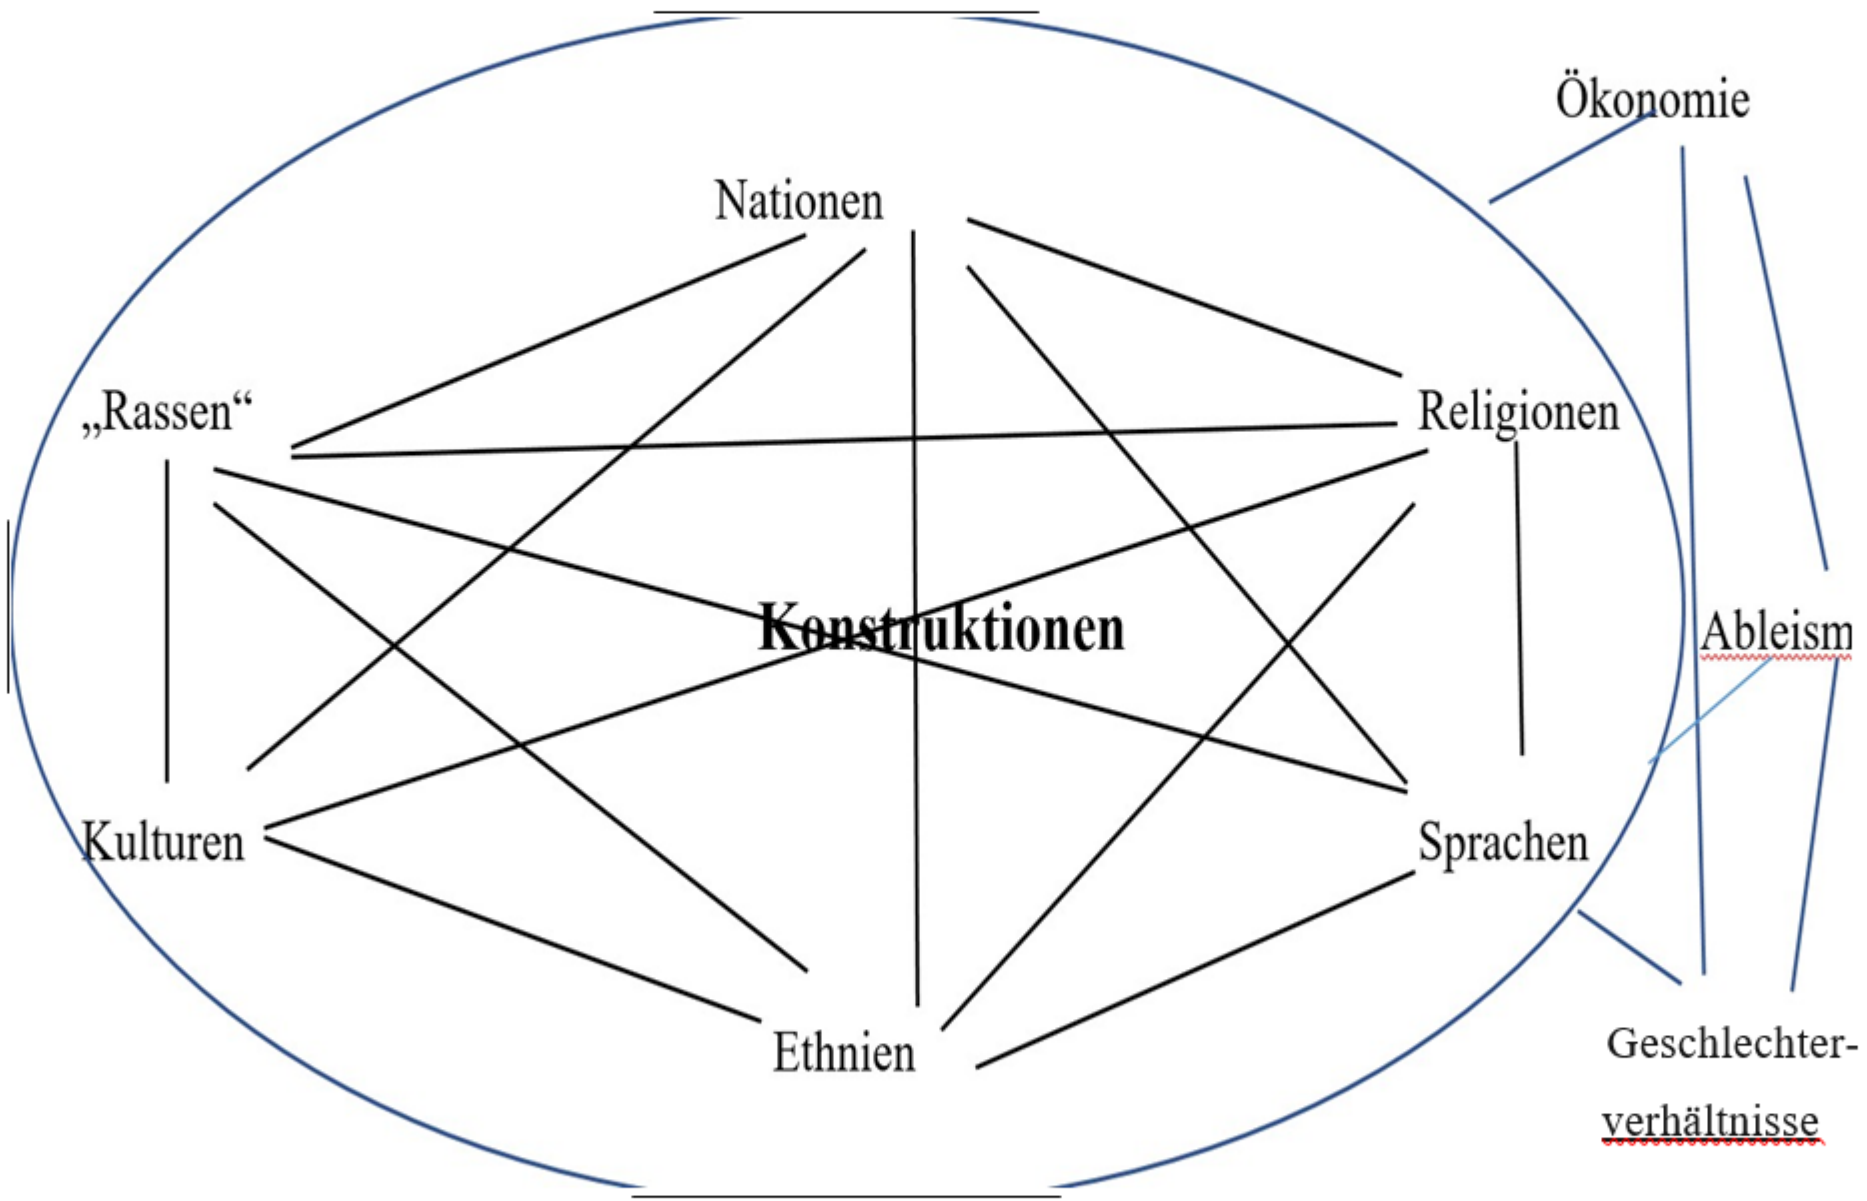 Ökonomie
Nationen
„Rassen“
Religionen
Konstruktionen
Ableism
Kulturen
Sprachen
Ethnien
Geschlechter-
verhältnisse